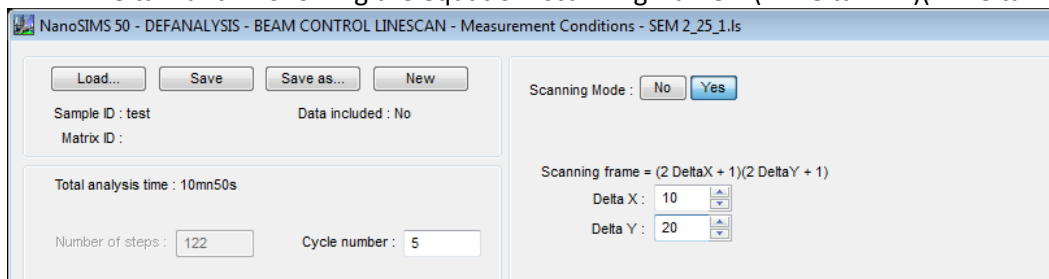 NanoSIMS 50 - DEFANALYSIS - BEAM CONTROL LINESCAN - Measurement Conditions - SEM 2_25_1.ls
Load... Save Save as... New
Sample ID : test Data included : No
Matrix ID :
Total analysis time : 10mn50s
Number of steps : 122 Cycle number : 5
Scanning Mode : No Yes
Scanning frame = (2 DeltaX + 1)(2 DeltaY + 1)
Delta X : 10
Delta Y : 20